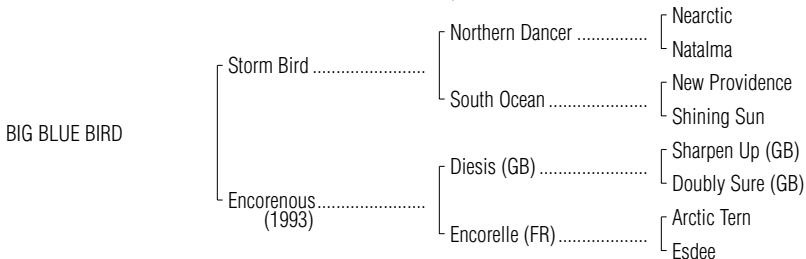 Nearctic
Northern Dancer ...............
Natalma
Storm Bird ........................
New Providence
South Ocean .....................
Shining Sun
BIG BLUE BIRD
Sharpen Up (GB)
Diesis (GB) .......................
Doubly Sure (GB)
Encorenous.......................
(1993)
Arctic Tern
Encorelle (FR)...................
Esdee